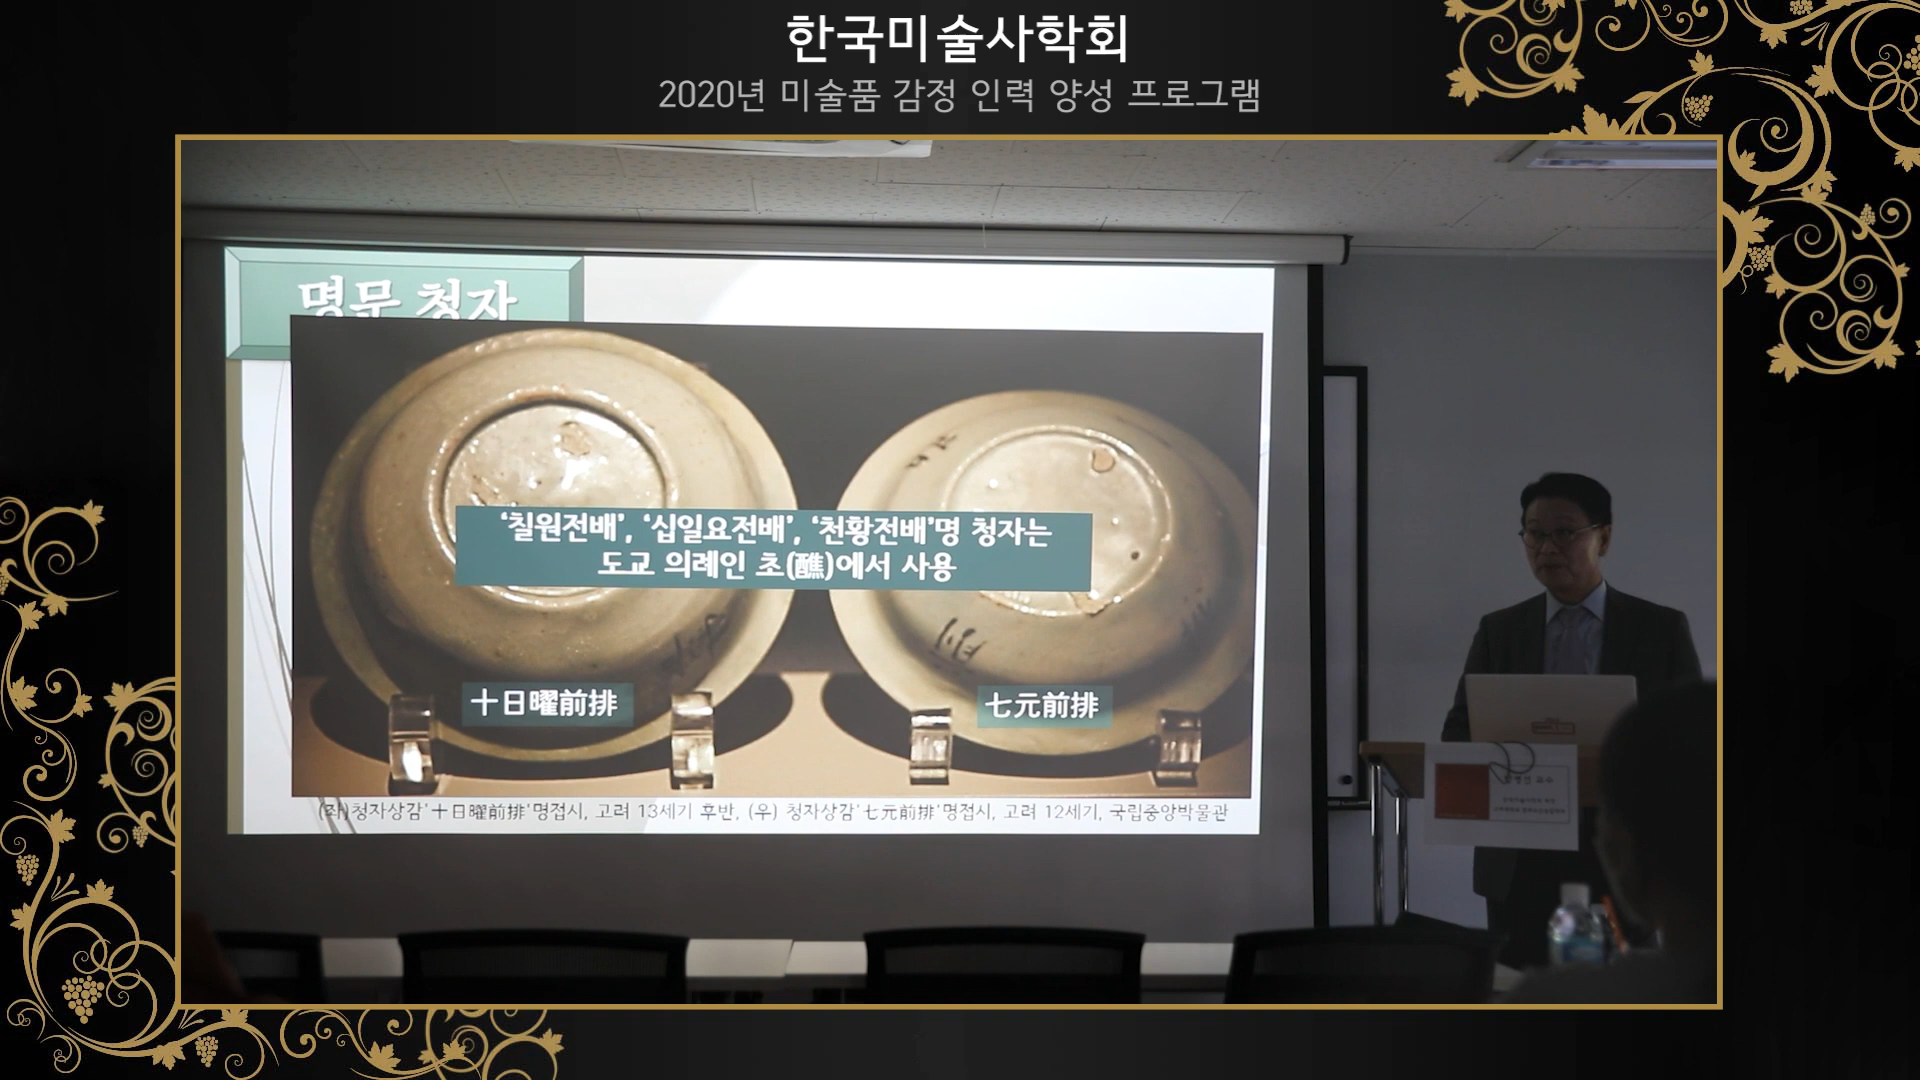 한국미술사학회
2020년 미술품 감정 인력 양성 프로그램
명문 청자
‘칠원전배’, ‘십일요전배’, ‘천황전배’명 청자는
도교 의례인 초(醮)에서 사용
十日曜前排
七元前排
(좌)청자상감‘十日曜前排’명접시, 고려 13세기 후반, (우) 청자상감‘七元前排’명접시, 고려 12세기, 국립중앙박물관
교수